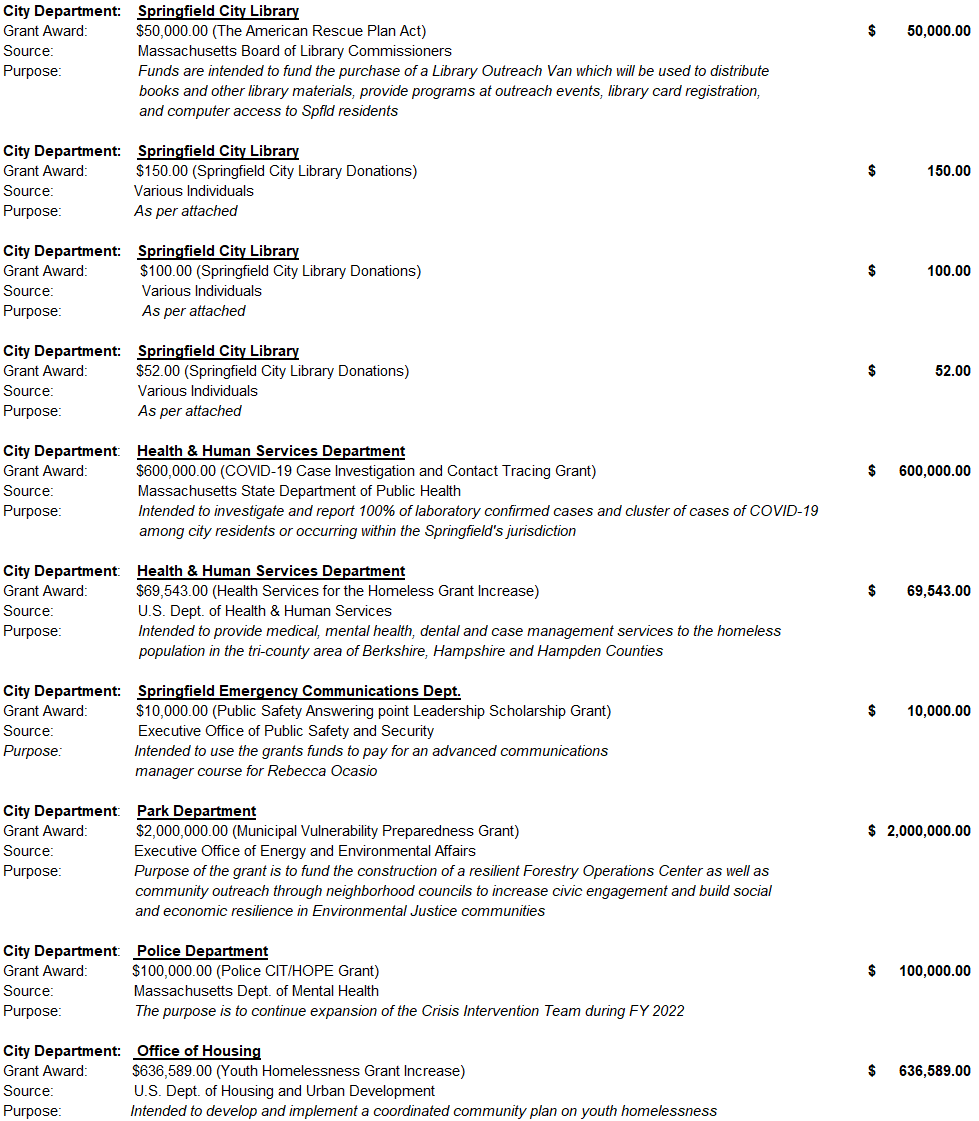 City Department: Springfield City Library
Grant Award: $50,000.00 (The American Rescue Plan Act) $ 50,000.00
Source: Massachusetts Board of Library Commissioners
Purpose: Funds are intended to fund the purchase of a Library Outreach Van which will be used to distribute
books and other library materials, provide programs at outreach events, library card registration,
and computer access to Spfld residents
City Department: Springfield City Library
Grant Award: $150.00 (Springfield City Library Donations) $ 150.00
Source: Various Individuals
Purpose: As per attached
City Department: Springfield City Library
Grant Award: $100.00 (Springfield City Library Donations) $ 100.00
Source: Various Individuals
Purpose: As per attached
City Department: Springfield City Library
Grant Award: $52.00 (Springfield City Library Donations) $ 52.00
Source: Various Individuals
Purpose: As per attached
City Department: Health & Human Services Department
Grant Award: $600,000.00 (COVID-19 Case Investigation and Contact Tracing Grant) $ 600,000.00
Source: Massachusetts State Department of Public Health
Purpose: Intended to investigate and report 100% of laboratory confirmed cases and cluster of cases of COVID-19
among city residents or occurring within the Springfield's jurisdiction
City Department: Health & Human Services Department
Grant Award: $69,543.00 (Health Services for the Homeless Grant Increase) $ 69,543.00
Source: U.S. Dept. of Health & Human Services
Purpose: Intended to provide medical, mental health, dental and case management services to the homeless
population in the tri-county area of Berkshire, Hampshire and Hampden Counties
City Department: Springfield Emergency Communications Dept.
Grant Award: $10,000.00 (Public Safety Answering point Leadership Scholarship Grant) $ 10,000.00
Source: Executive Office of Public Safety and Security
Purpose: Intended to use the grants funds to pay for an advanced communications
manager course for Rebecca Ocasio
City Department: Park Department
Grant Award: $2,000,000.00 (Municipal Vulnerability Preparedness Grant) $ 2,000,000.00
Source: Executive Office of Energy and Environmental Affairs
Purpose: Purpose of the grant is to fund the construction of a resilient Forestry Operations Center as well as
community outreach through neighborhood councils to increase civic engagement and build social
and economic resilience in Environmental Justice communities
City Department: Police Department
Grant Award: $100,000.00 (Police CIT/HOPE Grant) $ 100,000.00
Source: Massachusetts Dept. of Mental Health
Purpose: The purpose is to continue expansion of the Crisis Intervention Team during FY 2022
City Department: Office of Housing
Grant Award: $636,589.00 (Youth Homelessness Grant Increase) $ 636,589.00
Source: U.S. Dept. of Housing and Urban Development
Purpose: Intended to develop and implement a coordinated community plan on youth homelessness